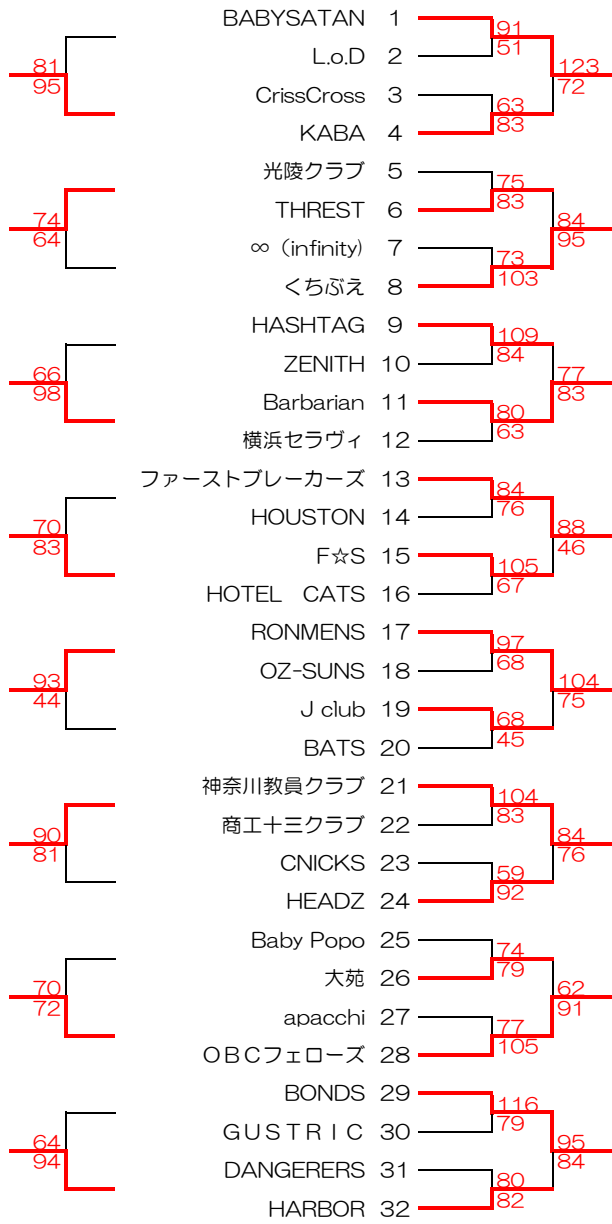 BABYSATAN 1
91
51
L.o.D 2
81
95
123
72
CrissCross 3
63
83
KABA 4
光陵クラブ 5
75
83
THREST 6
74
64
84
95
∞（infinity) 7
73
103
くちぶえ 8
HASHTAG 9
109
84
ZENITH 10
66
98
77
83
Barbarian 11
80
63
横浜セラヴィ 12
ファーストブレーカーズ 13
84
76
HOUSTON 14
70
83
88
46
F☆S 15
105
67
HOTEL　CATS 16
RONMENS 17
97
68
OZ-SUNS 18
93
44
104
75
J club 19
68
45
BATS 20
神奈川教員クラブ 21
104
83
商工十三クラブ 22
90
81
84
76
CNICKS 23
59
92
HEADZ 24
Baby Popo 25
74
79
大苑 26
70
72
62
91
apacchi 27
77
105
ＯＢＣフェローズ 28
BONDS 29
116
79
ＧＵＳＴＲＩＣ 30
64
94
95
84
DANGERERS 31
80
82
HARBOR 32